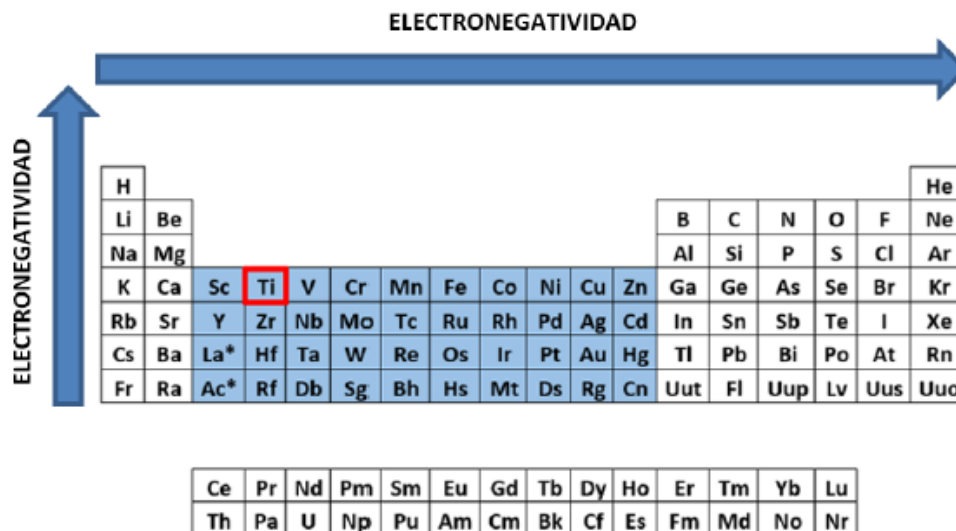 ELECTRONEGATIVIDAD
ELECTRONEGATIVIDAD
H He
Li Be B C N O F Ne
Na Mg Al Si P S Cl Ar
K Ca Sc Ti V Cr Mn Fe Co Ni Cu Zn Ga Ge As Se Br Kr
Rb Sr Y Zr Nb Mo Tc Ru Rh Pd Ag Cd In Sn Sb Te I Xe
Cs Ba La* Hf Ta W Re Os Ir Pt Au Hg Tl Pb Bi Po At Rn
Fr Ra Ac* Rf Db Sg Bh Hs Mt Ds Rg Cn Uut Fl Uup Lv Uus Uuo
Ce Pr Nd Pm Sm Eu Gd Tb Dy Ho Er Tm Yb Lu
Th Pa U Np Pu Am Cm Bk Cf Es Fm Md No Nr